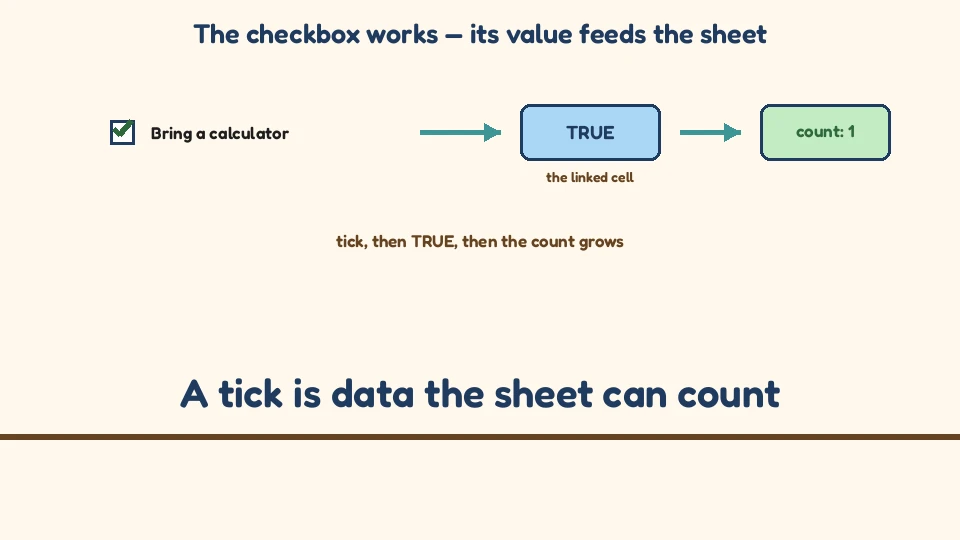 The checkbox works — its value feeds the sheet
Bring a calculator
TRUE
count: 1
the linked cell
tick, then TRUE, then the count grows
A tick is data the sheet can count